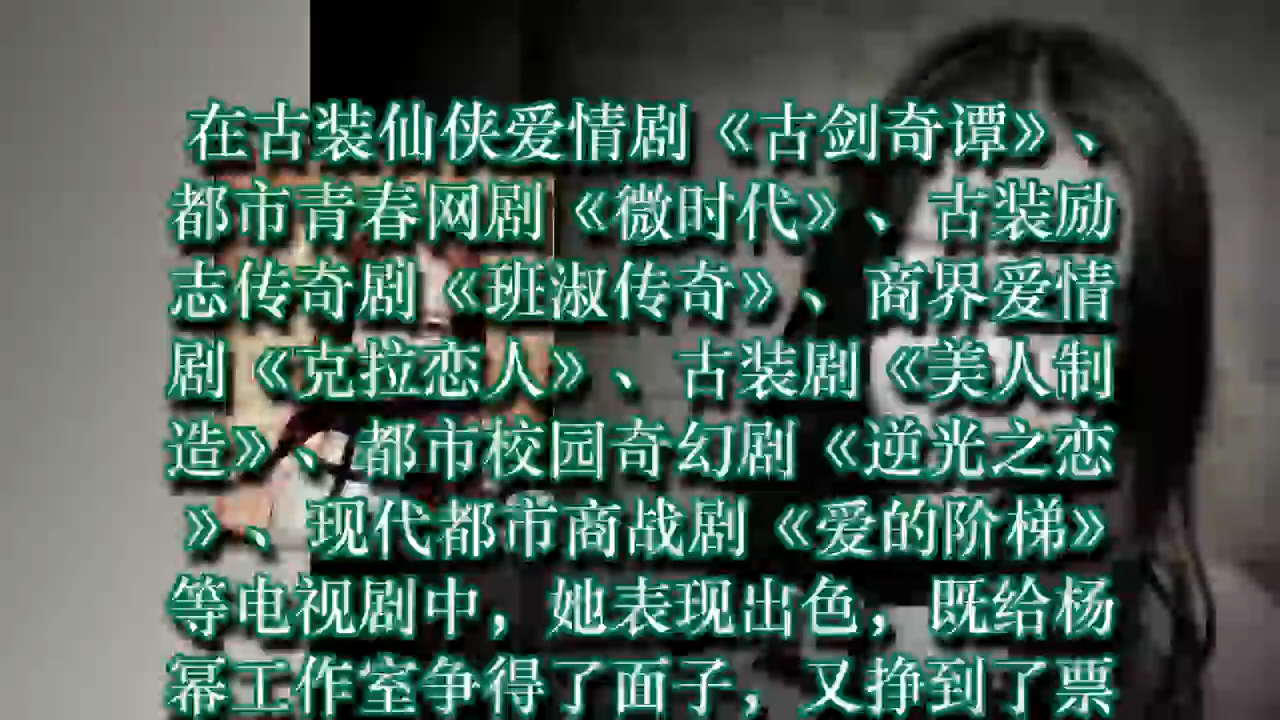 在古装仙侠爱情剧《古剑奇谭》、
都市青春网剧《微时代》、古装励
志传奇剧《班淑传奇》、商界爱情
剧《克拉恋人》、古装剧《美人制
造》、都市校园奇幻剧《逆光之恋
》、现代都市商战剧《爱的阶梯》
等电视剧中，她表现出色，既给杨
幂工作室争得了面子，又挣到了票